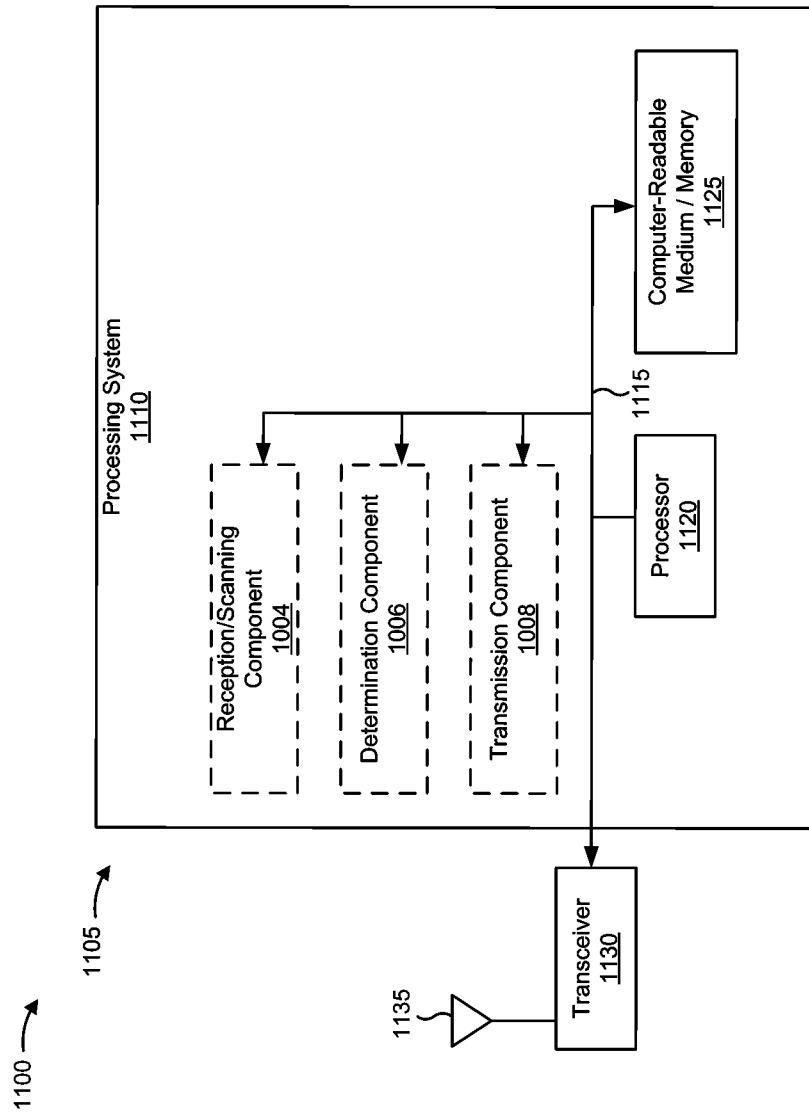 1100
1105
Processing System
1110
Reception/Scanning
Component
1004
Determination Component
1006
Transmission Component
1008
1135
Transceiver
1130
Processor
1120
1115
Computer-Readable
Medium / Memory
1125